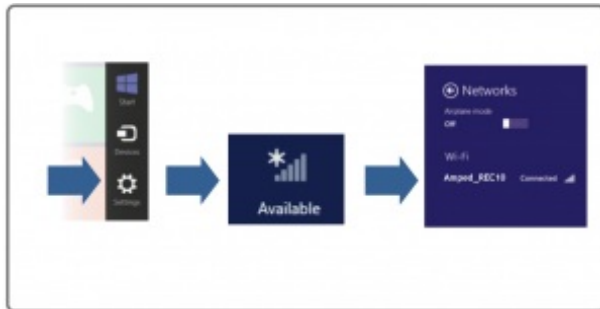 Start
Devices
Settings
Available
Networks
Airplane mode
Off
Wi-Fi
Amped_REC10 Connected